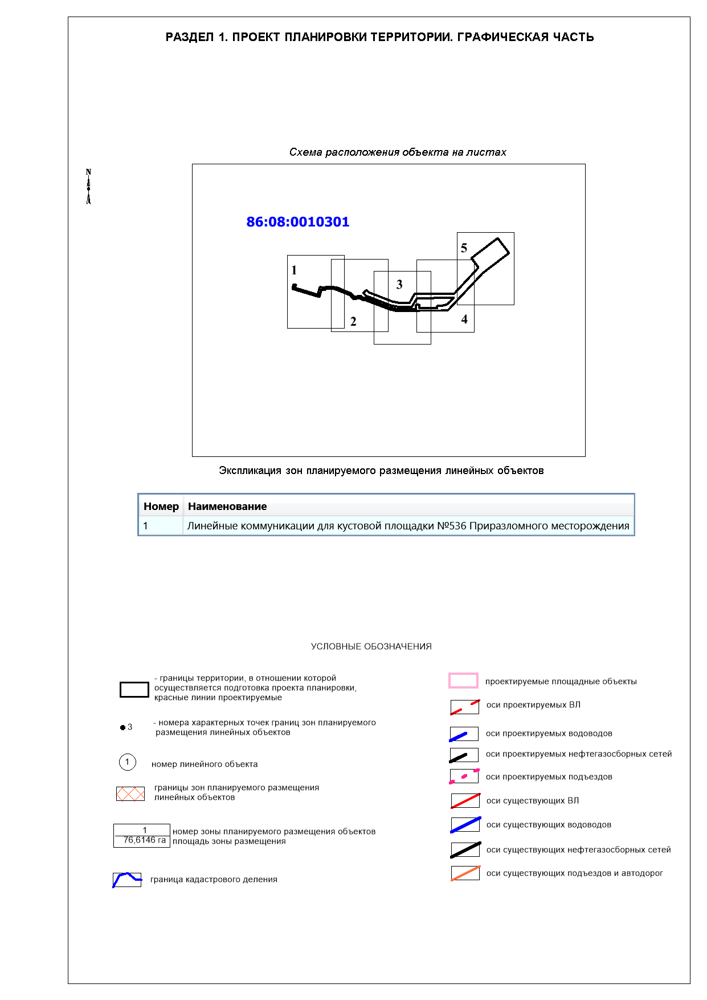 РАЗДЕЛ 1. ПРОЕКТ ПЛАНИРОВКИ ТЕРРИТОРИИ. ГРАФИЧЕСКАЯ ЧАСТЬ
Схема расположения объекта на листах
N
86:08:0010301
5
1
3
2
4
Экспликация зон планируемого размещения линейных объектов
Номер Наименование
1 Линейные коммуникации для кустовой площадки №536 Приразломного месторождения
УСЛОВНЫЕ ОБОЗНАЧЕНИЯ
- границы территории, в отношении которой
осуществляется подготовка проекта планировки,
красные линии проектируемые
3
- номера характерных точек границ зон планируемого
размещения линейных объектов
1
номер линейного объекта
границы зон планируемого размещения
линейных объектов
1
76,6146 га
номер зоны планируемого размещения объектов
площадь зоны размещения
граница кадастрового деления
проектируемые площадные объекты
оси проектируемых ВЛ
оси проектируемых водоводов
оси проектируемых нефтегазосборных сетей
оси проектируемых подъездов
оси существующих ВЛ
оси существующих водоводов
оси существующих нефтегазосборных сетей
оси существующих подъездов и автодорог